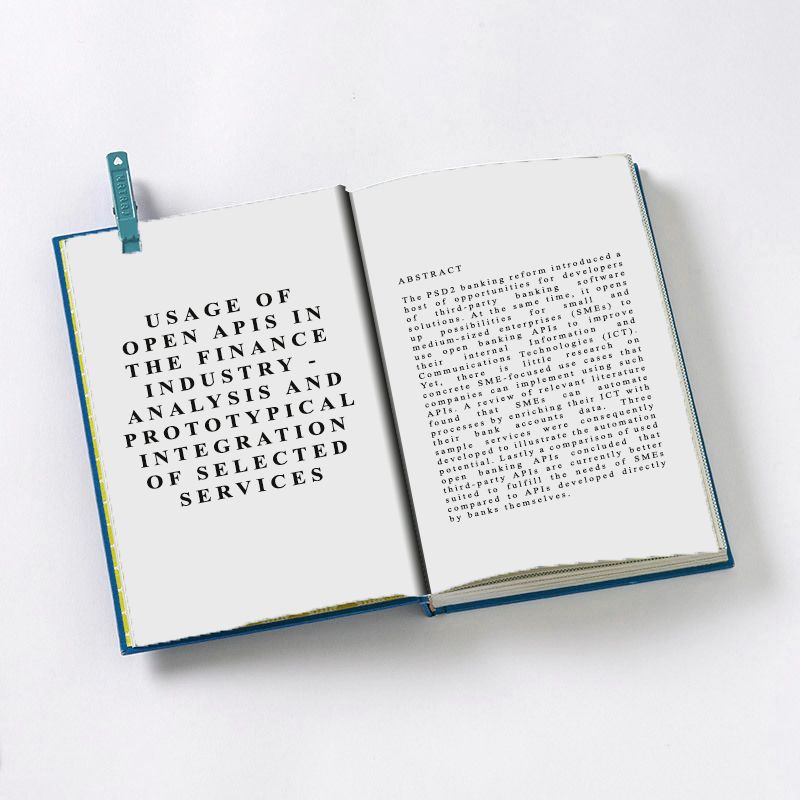 USAGE OF
OPEN APIS IN
THE FINANCE
INDUSTRY -
ANALYSIS AND
PROTOTYPICAL
INTEGRATION
OF SELECTED
SERVICES
ABSTRACT
The PSD2 banking reform introduced a
host of opportunities for developers
of third-party banking software
solutions. At the same time, it opens
up possibilities for small and
medium-sized enterprises (SMEs) to
use open banking APIs to improve
their internal Information and
Communications Technologies (ICT).
Yet, there is little research on
concrete SME-focused use cases that
companies can implement using such
APIs. A review of relevant literature
found that SMEs can automate
processes by enriching their ICT with
their bank accounts data. Three
sample services were consequently
developed to illustrate the automation
potential. Lastly a comparison of used
open banking APIs concluded that
third-party APIs are currently better
suited to fulfill the needs of SMEs
compared to APIs developed directly
by banks themselves.